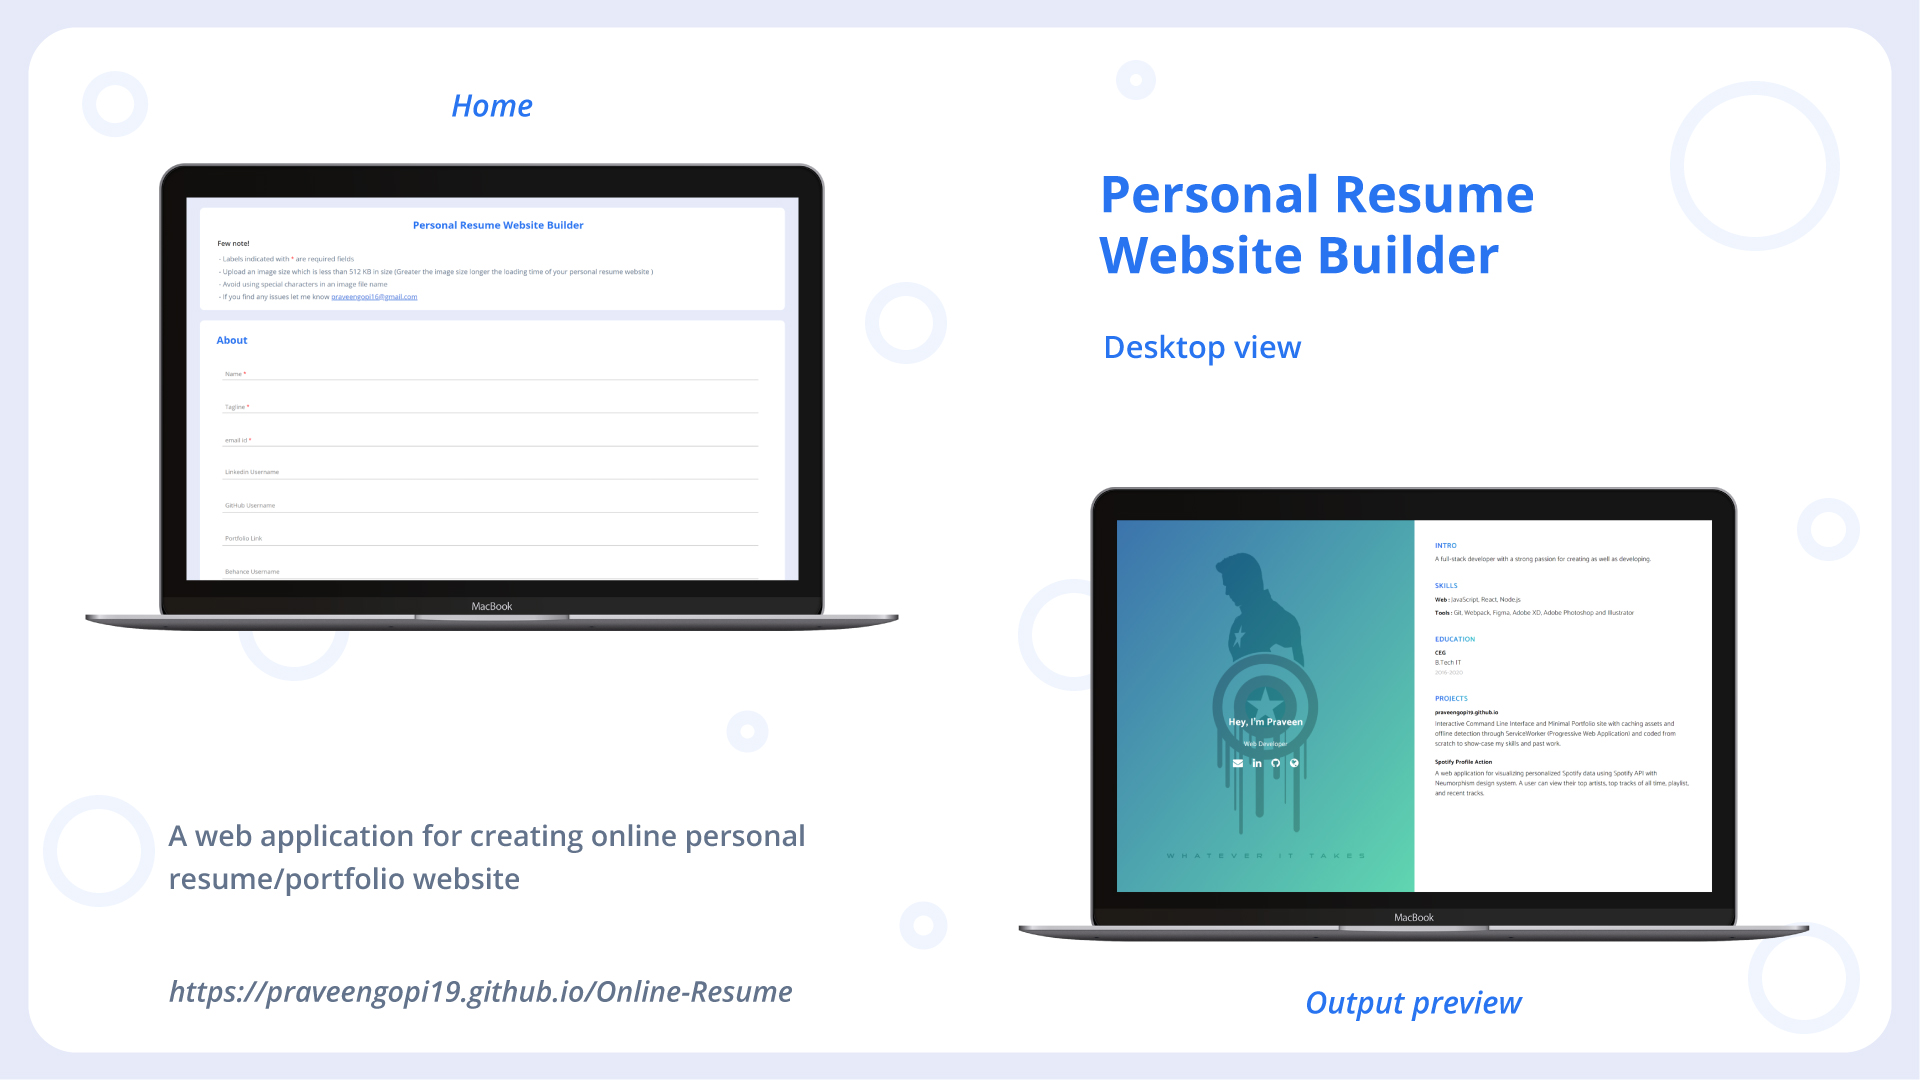 Home
Personal Resume Website Builder
Few note!
- Labels indicated with * are required fields
- Upload an image size which is less than 512 KB in size (Greater the image size longer the loading time of your personal resume website )
- Avoid using special characters in an image file name
- If you find any issues let me know praveengopi16@gmail.com
About
Name *
Tagline *
email id *
Linkedin Username
GitHub Username
Portfolio Link
Behance Username
MacBook
A web application for creating online personal
resume/portfolio website
https://praveengopi19.github.io/Online-Resume
Personal Resume
Website Builder
Desktop view
Hey, I'm Praveen
Web Developer
in
WHATEVER IT TAKES
INTRO
A full-stack developer with a strong passion for creating as well as developing.
SKILLS
Web : JavaScript, React, Node.js
Tools : Git, Webpack, Figma, Adobe XD, Adobe Photoshop and Illustrator
EDUCATION
CEG
B.Tech IT
2016-2020
PROJECTS
praveengopi19.github.io
Interactive Command Line Interface and Minimal Portfolio site with caching assets and
offline detection through ServiceWorker (Progressive Web Application) and coded from
scratch to show-case my skills and past work.
Spotify Profile Action
A web application for visualizing personalized Spotify data using Spotify API with
Neumorphism design system. A user can view their top artists, top tracks of all time, playlist,
and recent tracks.
MacBook
Output preview